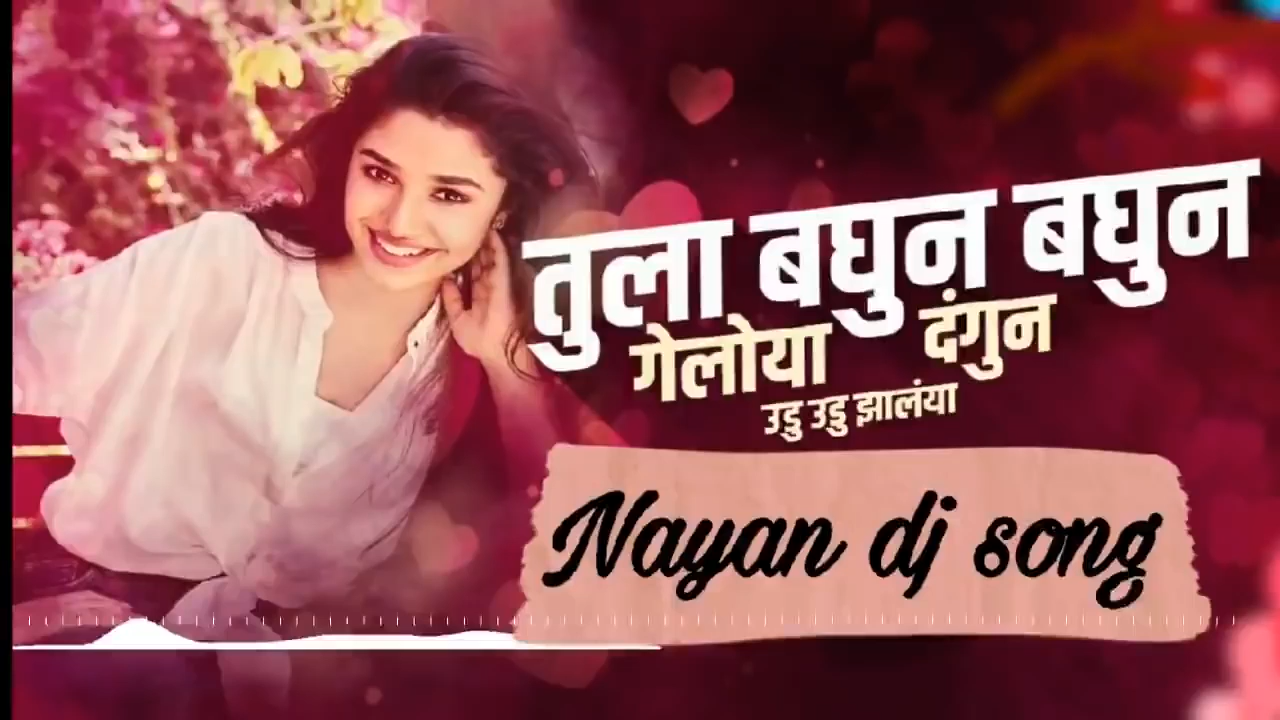 तुला बघुन बघुन
गेलोया दंगुन
उडु उडु झालंया
Nayan dj song